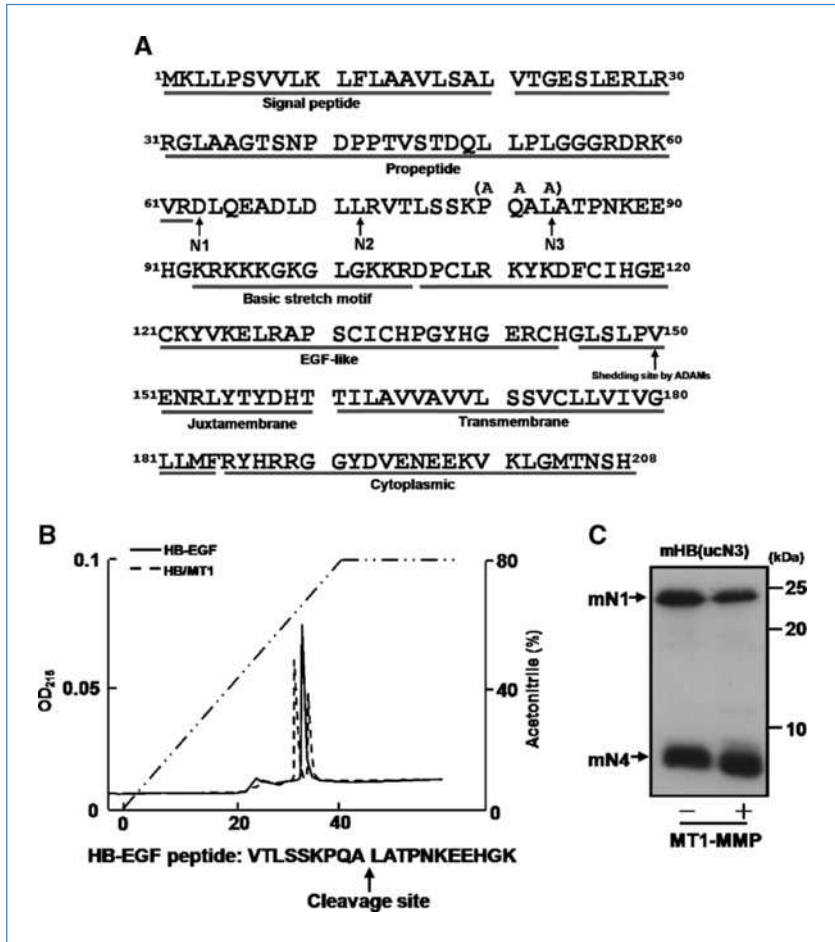 A
1MKLLPSVVLK LFLAAVLSAL VTGESLERLR30
Signal peptide
31RGLAAGTSNP DPPTVSTDQL LPLGGGRDRK60
Propeptide
(A A A)
61VRDLQEADLD LLRVTLSSKP QALATPNKEE90
N1 N2 N3
91HGKRKKKGKG LGKKRDPCLR KYKDFCIHGE120
Basic stretch motif
121CKYVKELRAP SCICHPGYHG ERCHGLSLPV150
EGF-like
Shedding site by ADAMs
151ENRLYTYDHT TILAVVAVVL SSVCLLVIVG180
Juxtamembrane Transmembrane
181LLMFRYHRRG GYDVENEEKV KLGMTNSH208
Cytoplasmic
B
0.1
HB-EGF
HB/MT1
80
OD215
0.05
40
Acetonitrile (%)
0
0
0 20 40
HB-EGF peptide: VTLSSKPQA LATPNKEEHGK
Cleavage site
C
mHB(ucN3)
(kDa)
mN1
25
20
10
mN4
− +
MT1-MMP